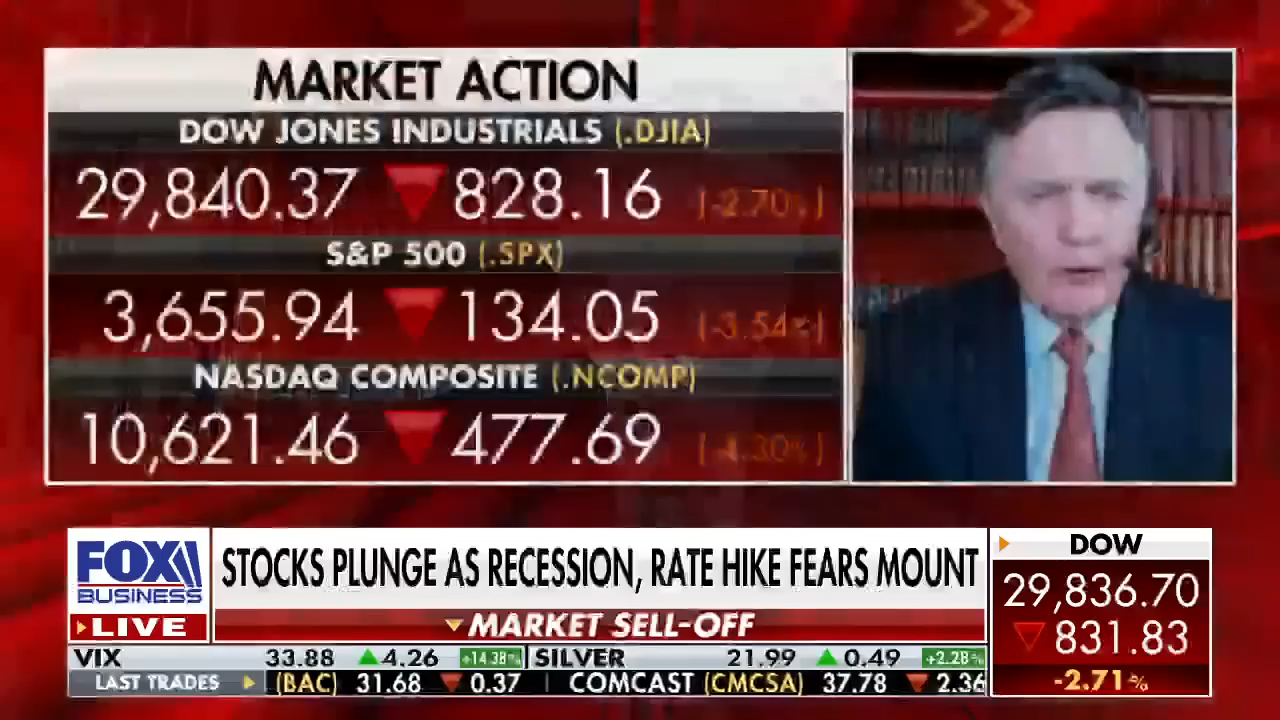 MARKET ACTION
DOW JONES INDUSTRIALS (.DJIA)
29,840.37 ▼ 828.16 (-2.70%)
S&P 500 (.SPX)
3,655.94 ▼ 134.05 (-3.54%)
NASDAQ COMPOSITE (.NCOMP)
10,621.46 ▼ 477.69 (-4.30%)
FOX
BUSINESS
LIVE
STOCKS PLUNGE AS RECESSION, RATE HIKE FEARS MOUNT
MARKET SELL-OFF
DOW
29,836.70
▼ 831.83
-2.71%
VIX 33.88 ▲ 4.26 +14.38% SILVER 21.99 ▲ 0.49 +2.28%
LAST TRADES (BAC) 31.68 ▼ 0.37 COMCAST (CMCSA) 37.78 ▼ 2.36